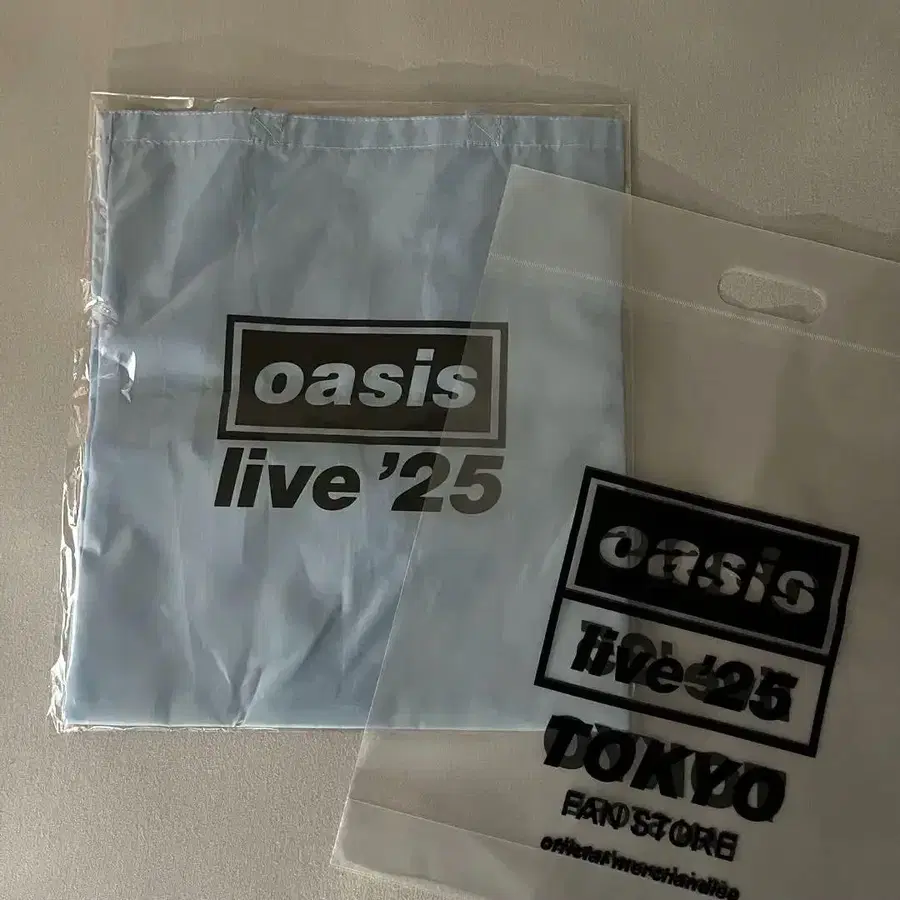 oasis
live '25
oasis
live '25
TOKYO
FAN STORE